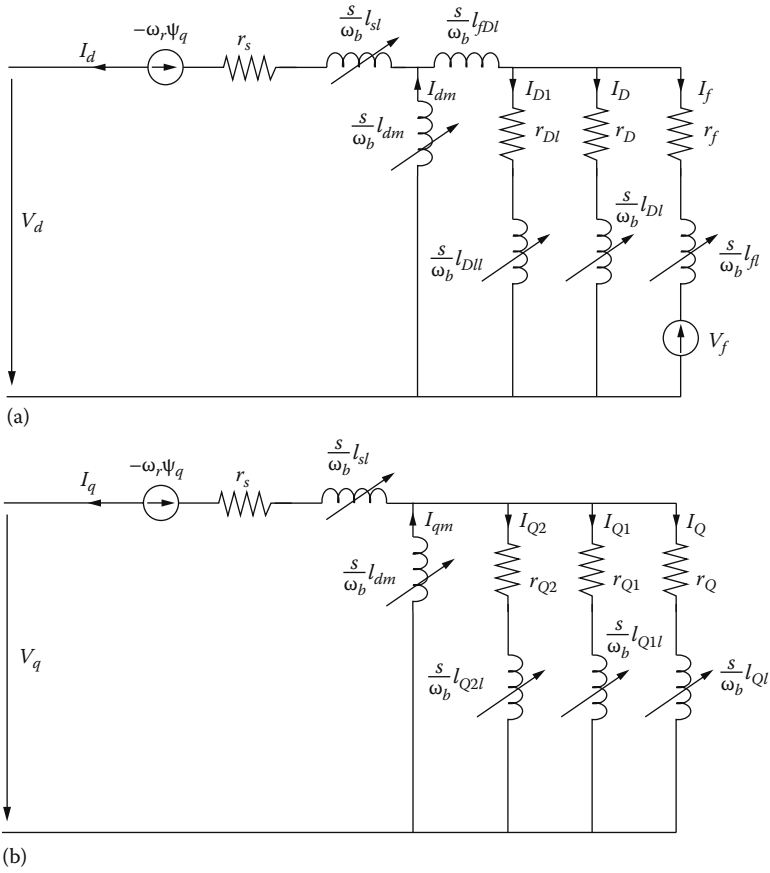 I_d
−ω_rψ_q
r_s
s/ω_b l_sl
s/ω_b l_fDl
I_dm
I_D1
I_D
I_f
s/ω_b l_dm
r_Dl
r_D
r_f
V_d
s/ω_b l_Dll
s/ω_b l_Dl
s/ω_b l_fl
V_f
(a)
I_q
−ω_rψ_q
r_s
s/ω_b l_sl
I_qm
I_Q2
I_Q1
I_Q
s/ω_b l_dm
r_Q2
r_Q1
r_Q
V_q
s/ω_b l_Q2l
s/ω_b l_Q1l
s/ω_b l_Ql
(b)